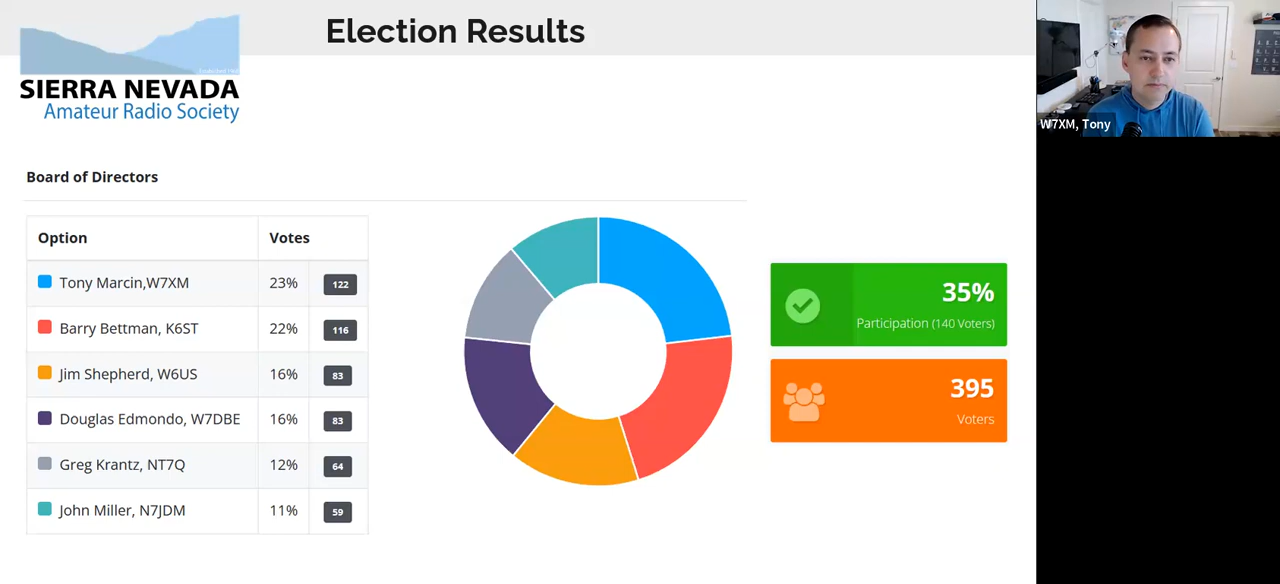 Election Results
SIERRA NEVADA
Amateur Radio Society
W7XM, Tony
Board of Directors
Option Votes
Tony Marcin,W7XM 23% 122
Barry Bettman, K6ST 22% 116
Jim Shepherd, W6US 16% 83
Douglas Edmondo, W7DBE 16% 83
Greg Krantz, NT7Q 12% 64
John Miller, N7JDM 11% 59
35%
Participation (140 Voters)
395
Voters